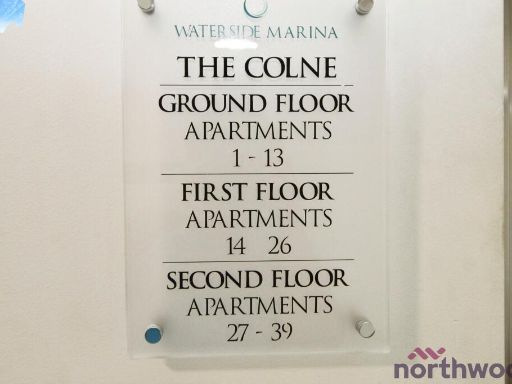 WATERSIDE MARINA
THE COLNE
GROUND FLOOR
APARTMENTS
1 - 13
FIRST FLOOR
APARTMENTS
14 26
SECOND FLOOR
APARTMENTS
27 - 39